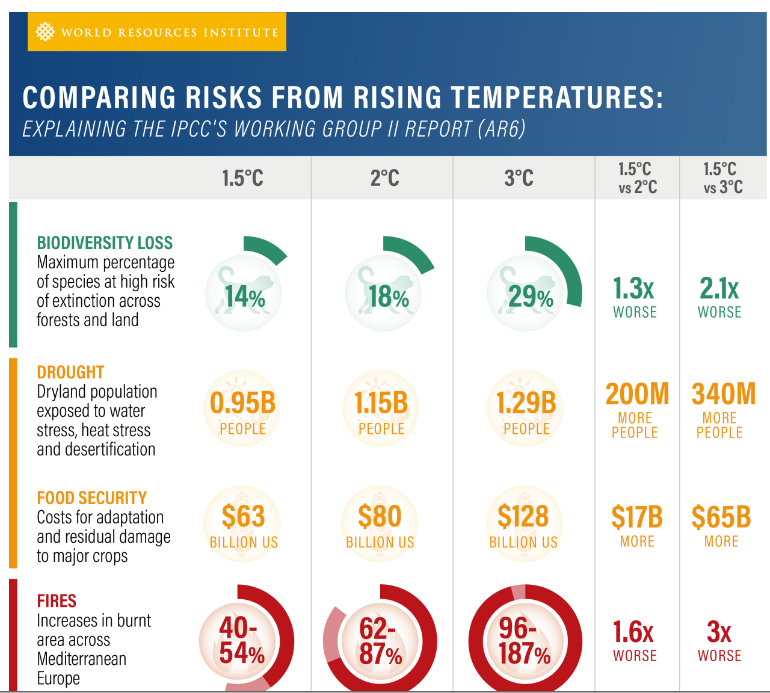 WORLD RESOURCES INSTITUTE
COMPARING RISKS FROM RISING TEMPERATURES:
EXPLAINING THE IPCC'S WORKING GROUP II REPORT (AR6)
1.5°C
2°C
3°C
1.5°C
vs 2°C
1.5°C
vs 3°C
BIODIVERSITY LOSS
Maximum percentage
of species at high risk
of extinction across
forests and land
14%
18%
29%
1.3x
WORSE
2.1x
WORSE
DROUGHT
Dryland population
exposed to water
stress, heat stress
and desertification
0.95B
PEOPLE
1.15B
PEOPLE
1.29B
PEOPLE
200M
MORE
PEOPLE
340M
MORE
PEOPLE
FOOD SECURITY
Costs for adaptation
and residual damage
to major crops
$63
BILLION US
$80
BILLION US
$128
BILLION US
$17B
MORE
$65B
MORE
FIRES
Increases in burnt
area across
Mediterranean
Europe
40-
54%
62-
87%
96-
187%
1.6x
WORSE
3x
WORSE